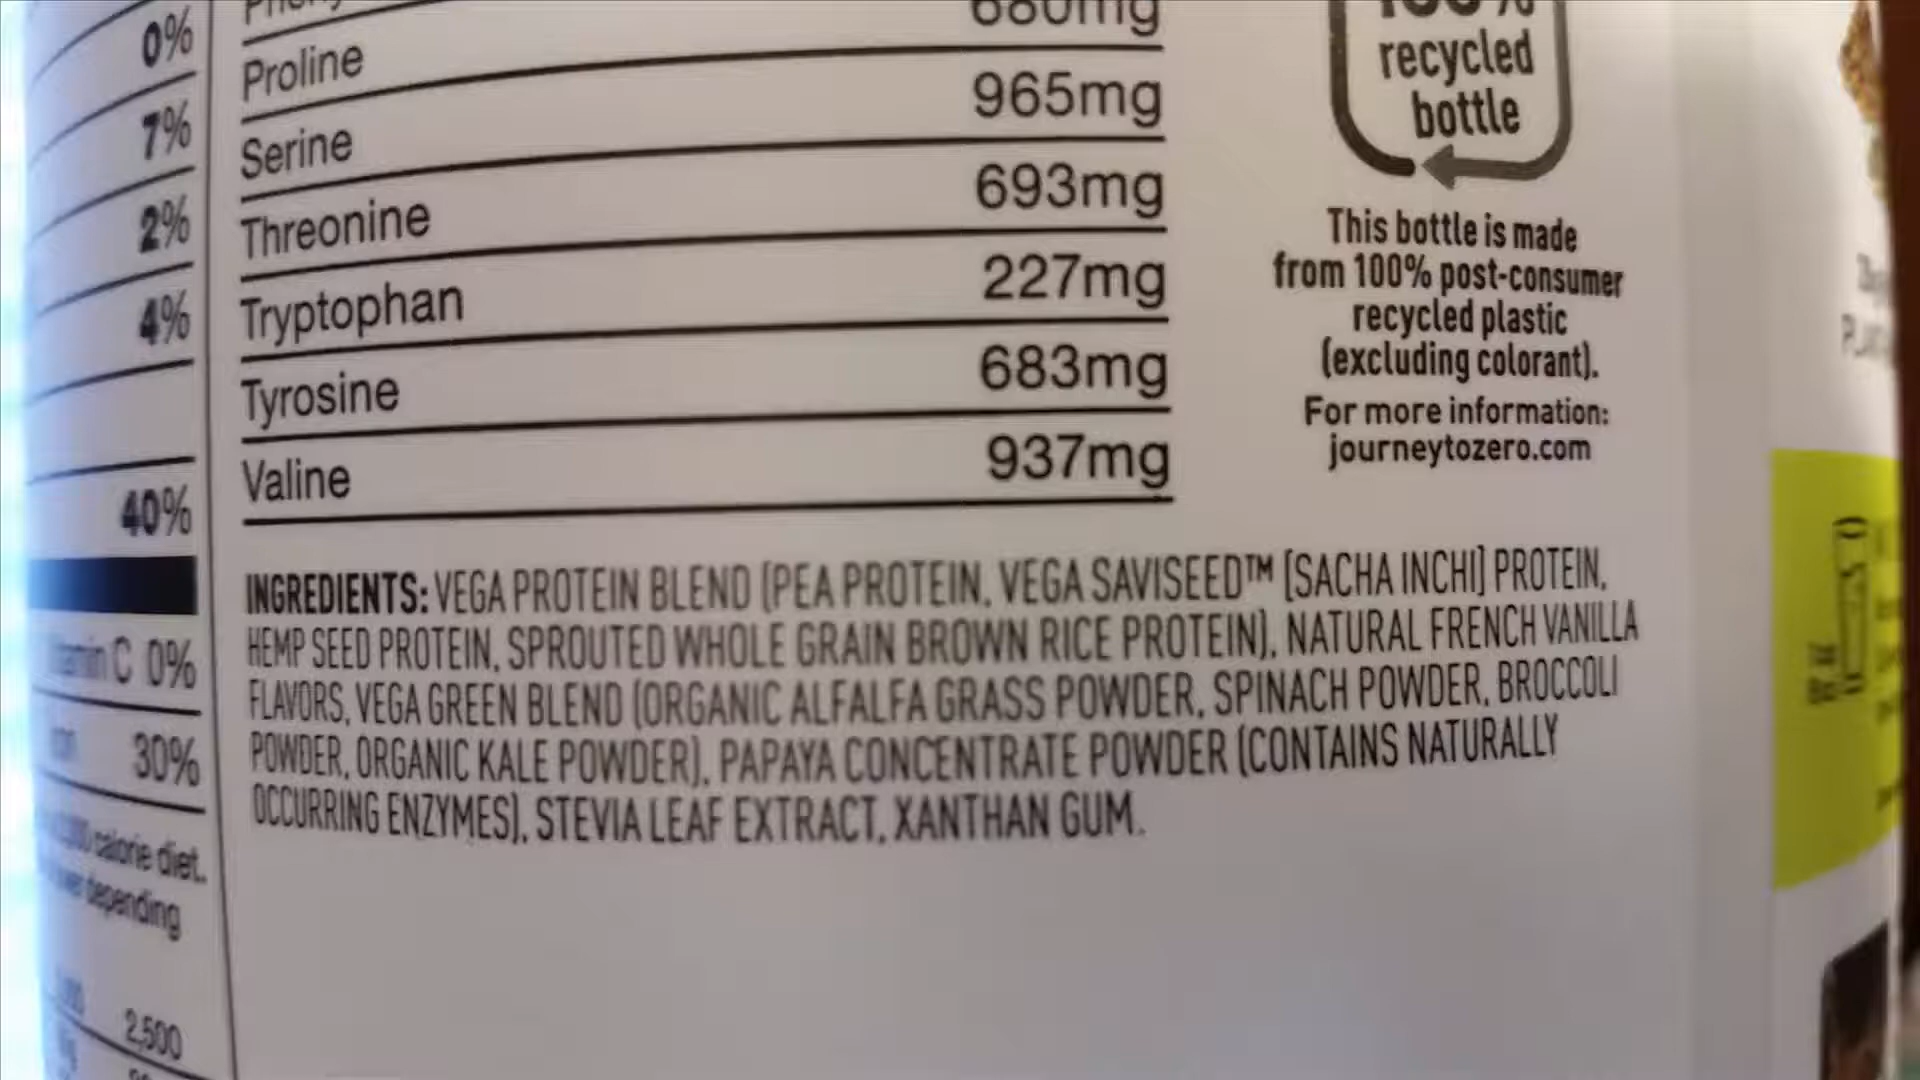 0%
7%
2%
4%
40%
C 0%
30%
calorie diet.
depending
2,500
Proline 680mg
Serine 965mg
Threonine 693mg
Tryptophan 227mg
Tyrosine 683mg
Valine 937mg
INGREDIENTS: VEGA PROTEIN BLEND (PEA PROTEIN, VEGA SAVISEED™ [SACHA INCHI] PROTEIN,
HEMP SEED PROTEIN, SPROUTED WHOLE GRAIN BROWN RICE PROTEIN), NATURAL FRENCH VANILLA
FLAVORS, VEGA GREEN BLEND (ORGANIC ALFALFA GRASS POWDER, SPINACH POWDER, BROCCOLI
POWDER, ORGANIC KALE POWDER), PAPAYA CONCENTRATE POWDER (CONTAINS NATURALLY
OCCURRING ENZYMES), STEVIA LEAF EXTRACT, XANTHAN GUM.
100%
recycled
bottle
This bottle is made
from 100% post-consumer
recycled plastic
(excluding colorant).
For more information:
journeytozero.com